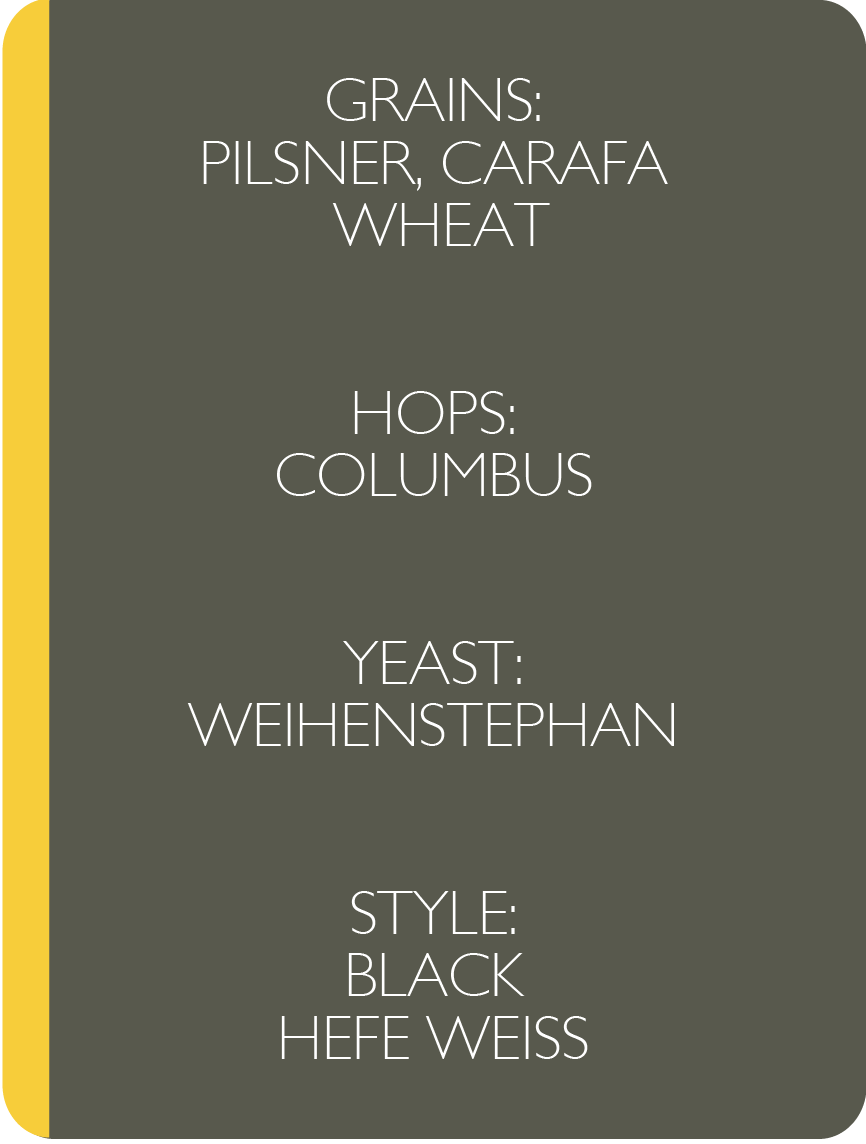 GRAINS:
PILSNER, CARAFA
WHEAT
HOPS:
COLUMBUS
YEAST:
WEIHENSTEPHAN
STYLE:
BLACK
HEFE WEISS